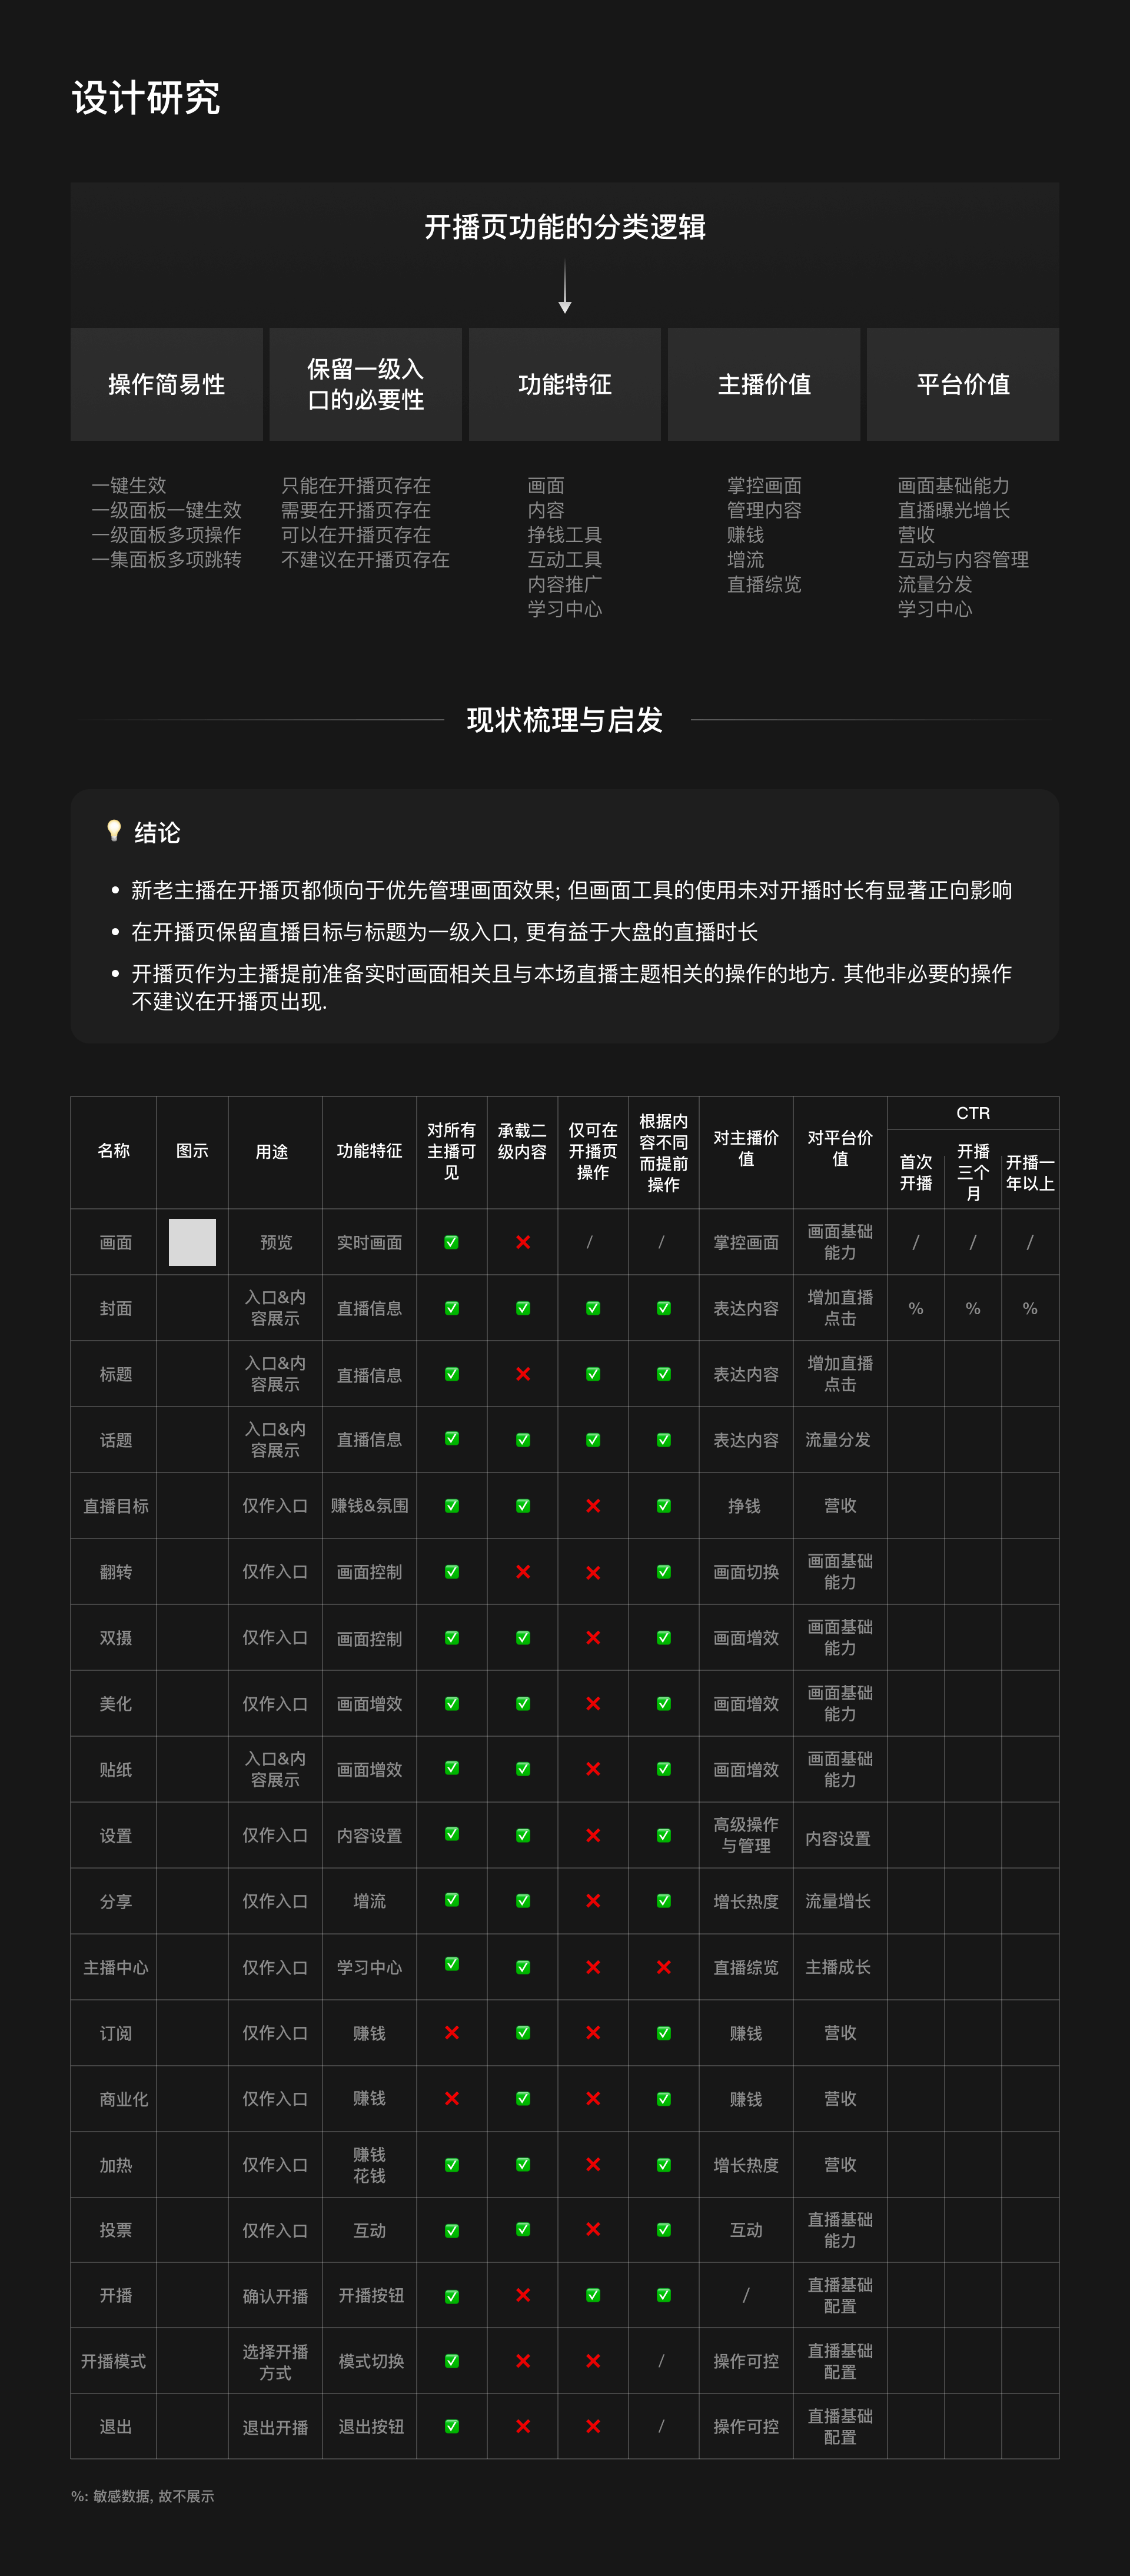 设计研究
开播页功能的分类逻辑
操作简易性
保留一级入
口的必要性
功能特征
主播价值
平台价值
一键生效
一级面板一键生效
一级面板多项操作
一集面板多项跳转
只能在开播页存在
需要在开播页存在
可以在开播页存在
不建议在开播页存在
画面
内容
挣钱工具
互动工具
内容推广
学习中心
掌控画面
管理内容
赚钱
增流
直播综览
画面基础能力
直播曝光增长
营收
互动与内容管理
流量分发
学习中心
现状梳理与启发
💡 结论
• 新老主播在开播页都倾向于优先管理画面效果; 但画面工具的使用未对开播时长有显著正向影响
• 在开播页保留直播目标与标题为一级入口, 更有益于大盘的直播时长
• 开播页作为主播提前准备实时画面相关且与本场直播主题相关的操作的地方. 其他非必要的操作
不建议在开播页出现.
名称 图示 用途 功能特征 对所有主播可见 承载二级内容 仅可在开播页操作 根据内容不同而提前操作 对主播价值 对平台价值 CTR
首次开播 开播三个月 开播一年以上
画面 预览 实时画面 ✅ ❌ / / 掌控画面 画面基础能力 / / /
封面 入口&内容展示 直播信息 ✅ ✅ ✅ ✅ 表达内容 增加直播点击 % % %
标题 入口&内容展示 直播信息 ✅ ❌ ✅ ✅ 表达内容 增加直播点击
话题 入口&内容展示 直播信息 ✅ ✅ ✅ ✅ 表达内容 流量分发
直播目标 仅作入口 赚钱&氛围 ✅ ✅ ❌ ✅ 挣钱 营收
翻转 仅作入口 画面控制 ✅ ❌ ❌ ✅ 画面切换 画面基础能力
双摄 仅作入口 画面控制 ✅ ✅ ❌ ✅ 画面增效 画面基础能力
美化 仅作入口 画面增效 ✅ ✅ ❌ ✅ 画面增效 画面基础能力
贴纸 入口&内容展示 画面增效 ✅ ✅ ❌ ✅ 画面增效 画面基础能力
设置 仅作入口 内容设置 ✅ ✅ ❌ ✅ 高级操作与管理 内容设置
分享 仅作入口 增流 ✅ ✅ ❌ ✅ 增长热度 流量增长
主播中心 仅作入口 学习中心 ✅ ✅ ❌ ❌ 直播综览 主播成长
订阅 仅作入口 赚钱 ❌ ✅ ❌ ✅ 赚钱 营收
商业化 仅作入口 赚钱 ❌ ✅ ❌ ✅ 赚钱 营收
加热 仅作入口 赚钱花钱 ✅ ✅ ❌ ✅ 增长热度 营收
投票 仅作入口 互动 ✅ ✅ ❌ ✅ 互动 直播基础能力
开播 确认开播 开播按钮 ✅ ❌ ✅ ✅ / 直播基础配置
开播模式 选择开播方式 模式切换 ✅ ❌ ❌ / 操作可控 直播基础配置
退出 退出开播 退出按钮 ✅ ❌ ❌ / 操作可控 直播基础配置
%: 敏感数据, 故不展示